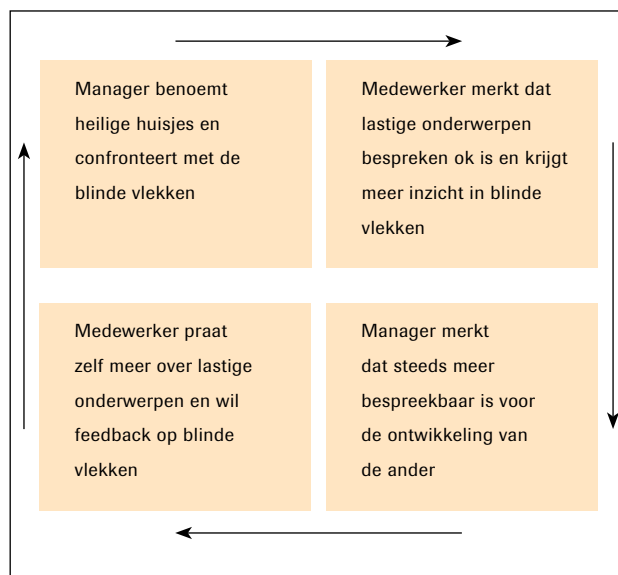 Manager benoemt
heilige huisjes en
confronteert met de
blinde vlekken
Medewerker merkt dat
lastige onderwerpen
bespreken ok is en krijgt
meer inzicht in blinde
vlekken
Medewerker praat
zelf meer over lastige
onderwerpen en wil
feedback op blinde
vlekken
Manager merkt
dat steeds meer
bespreekbaar is voor
de ontwikkeling van
de ander